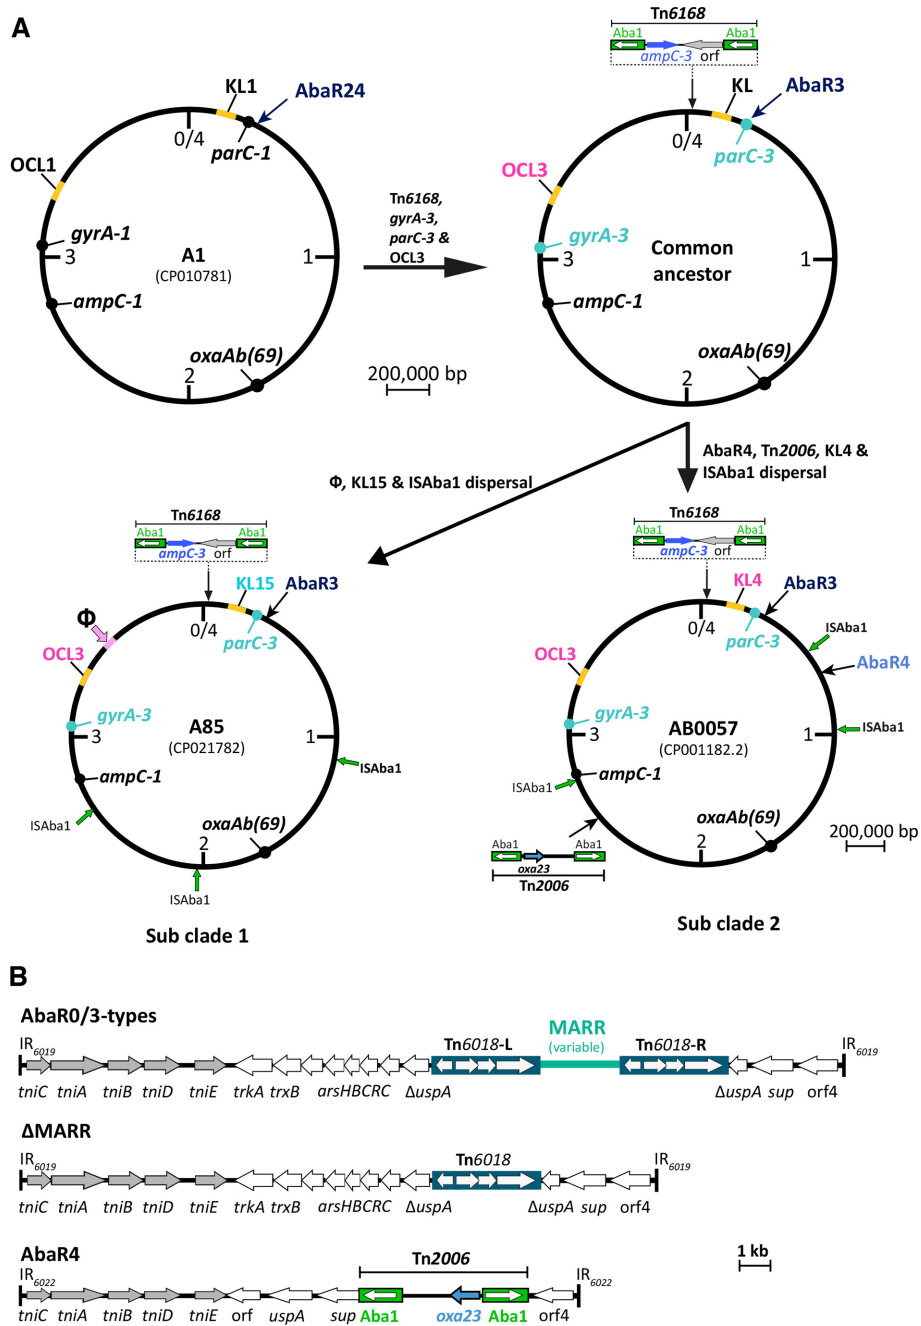 A
Tn6168
Aba1 Aba1
ampC-3 orf
KL1 AbaR24
0/4
parC-1
OCL1
gyrA-1
3 A1 1
(CP010781)
ampC-1
oxaAb(69)
2
Tn6168,
gyrA-3,
parC-3 &
OCL3
200,000 bp
KL AbaR3
0/4
parC-3
OCL3
gyrA-3
3 Common 1
ancestor
ampC-1
oxaAb(69)
2
Φ, KL15 & ISAba1 dispersal
AbaR4, Tn2006, KL4 &
ISAba1 dispersal
Tn6168
Aba1 Aba1
ampC-3 orf
KL15 AbaR3
0/4
parC-3
Φ
OCL3
gyrA-3
3 A85 1
(CP021782)
ISAba1
ampC-1
ISAba1
oxaAb(69)
2
ISAba1
Sub clade 1
Tn6168
Aba1 Aba1
ampC-3 orf
KL4 AbaR3
0/4
parC-3
ISAba1
AbaR4
OCL3
gyrA-3
3 AB0057 1
(CP001182.2)
ISAba1
ampC-1
ISAba1
oxaAb(69)
2
Aba1 Aba1
oxa23
Tn2006
200,000 bp
Sub clade 2
B
AbaR0/3-types
IR6019 Tn6018-L MARR Tn6018-R IR6019
(variable)
tniC tniA tniB tniD tniE trkA trxB arsHBCRC ΔuspA ΔuspA sup orf4
ΔMARR
IR6019 Tn6018 IR6019
tniC tniA tniB tniD tniE trkA trxB arsHBCRC ΔuspA ΔuspA sup orf4
AbaR4
Tn2006
1 kb
IR6022 IR6022
tniC tniA tniB tniD tniE orf uspA sup Aba1 oxa23 Aba1 orf4